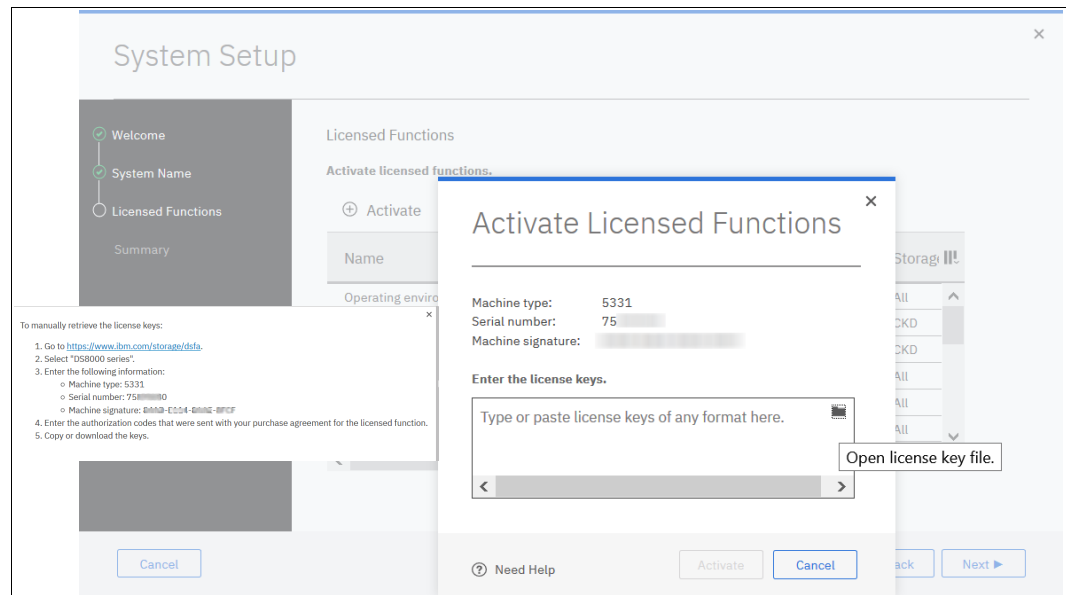 System Setup
Welcome
System Name
Licensed Functions
Summary
Licensed Functions
Activate licensed functions.
Activate
Name
Storag
Operating enviro
All
CKD
CKD
All
All
All
To manually retrieve the license keys:
1. Go to https://www.ibm.com/storage/dsfa.
2. Select "DS8000 series".
3. Enter the following information:
Machine type: 5331
Serial number: 75
Machine signature:
4. Enter the authorization codes that were sent with your purchase agreement for the licensed function.
5. Copy or download the keys.
Activate Licensed Functions
Machine type: 5331
Serial number: 75
Machine signature:
Enter the license keys.
Type or paste license keys of any format here.
Open license key file.
Need Help
Activate
Cancel
Cancel
ack
Next